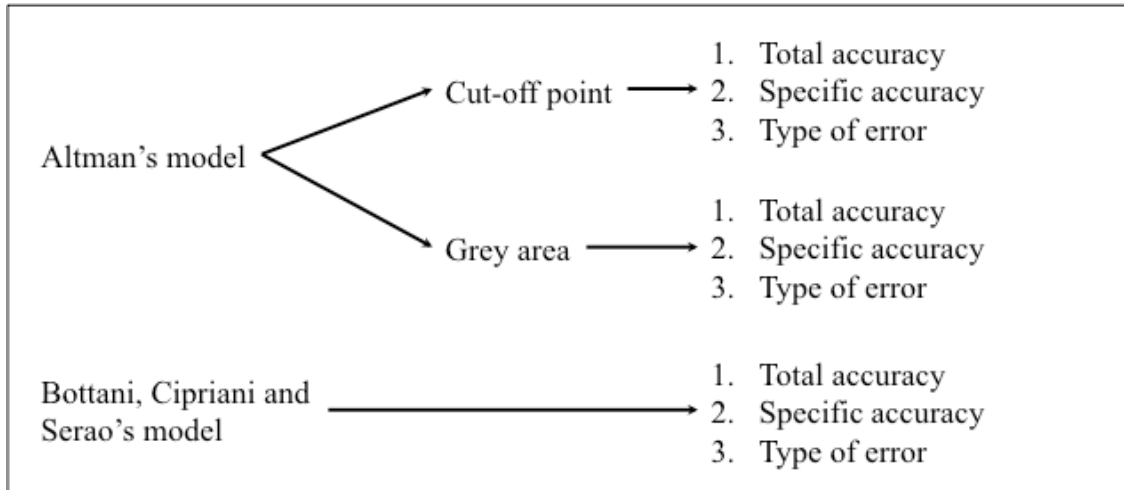 Altman’s model
Cut-off point
1. Total accuracy
2. Specific accuracy
3. Type of error
Grey area
1. Total accuracy
2. Specific accuracy
3. Type of error
Bottani, Cipriani and
Serao’s model
1. Total accuracy
2. Specific accuracy
3. Type of error